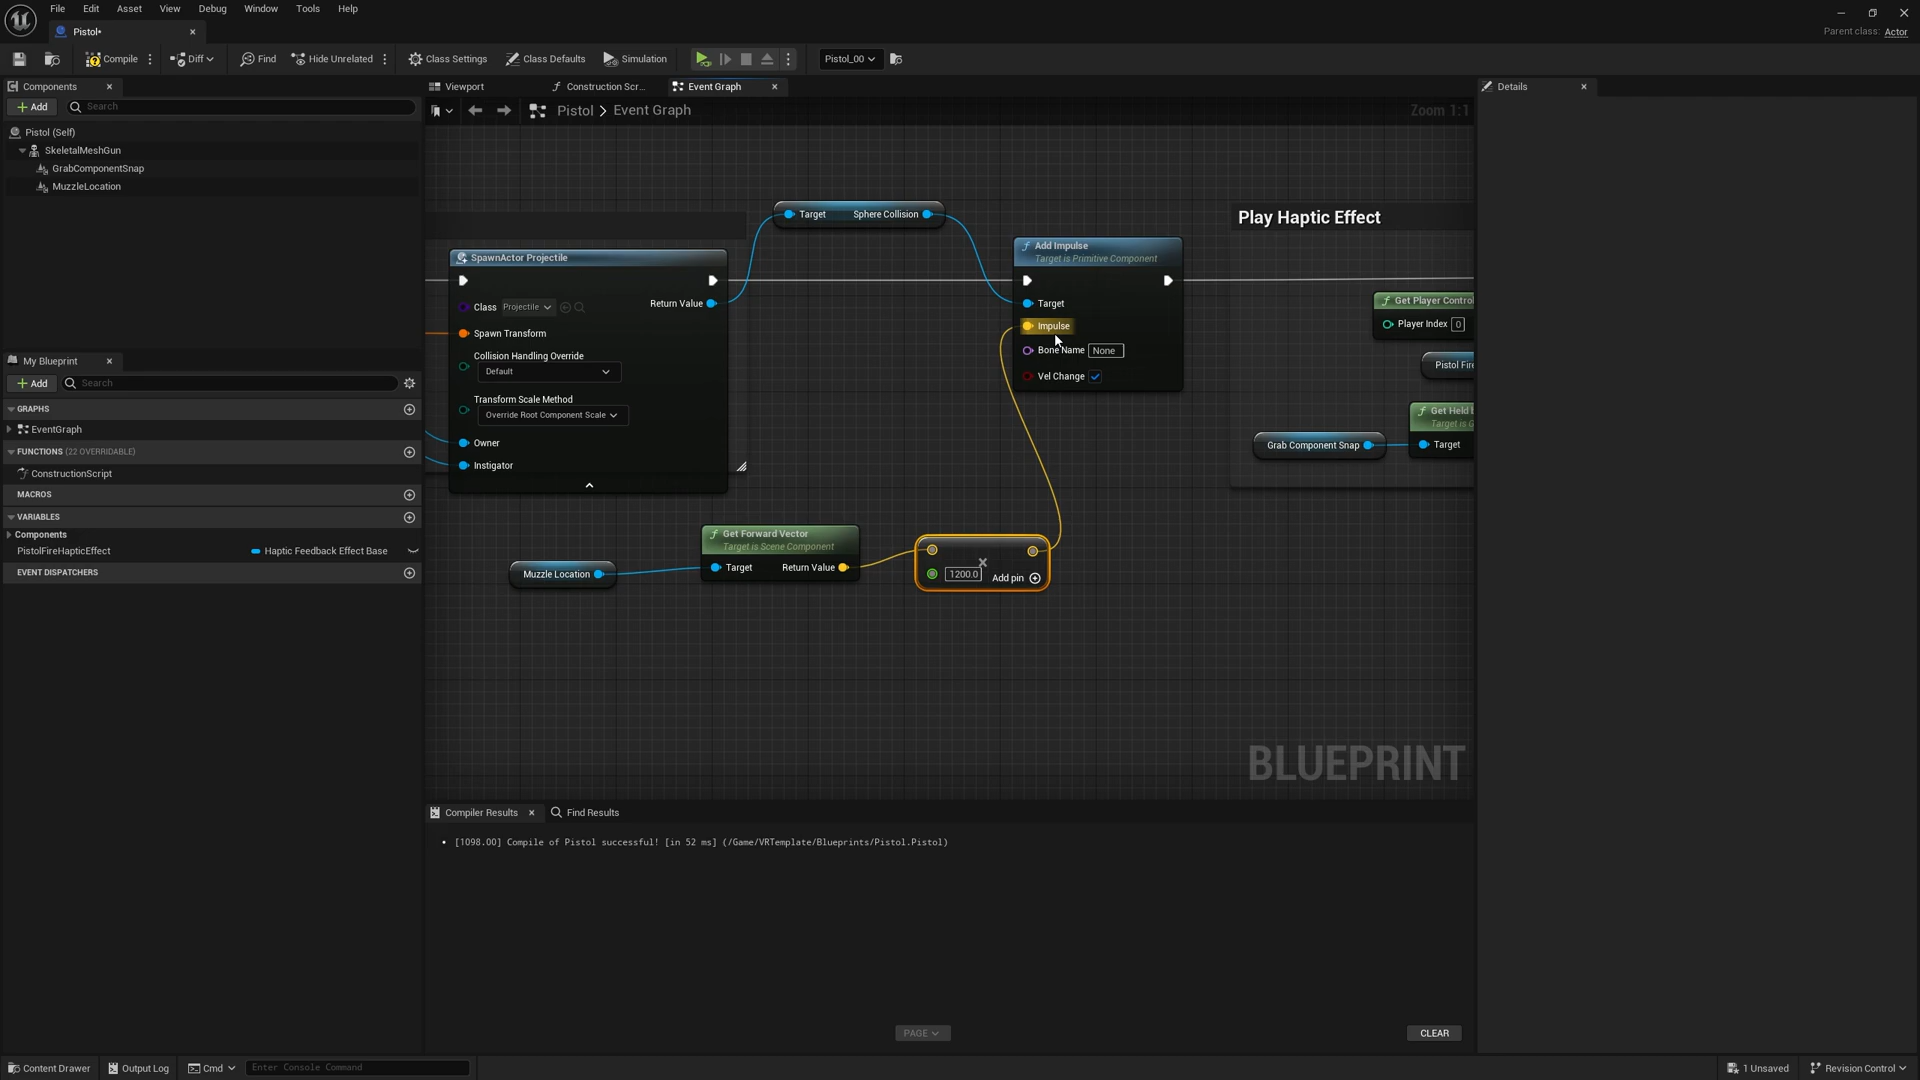 File Edit Asset View Debug Window Tools Help
Pistol*
Parent class: Actor
Compile Diff Find Hide Unrelated Class Settings Class Defaults Simulation Pistol_00
Components
Viewport Construction Scr... Event Graph
Details
Add Search
Pistol > Event Graph
Zoom 1:1
Pistol (Self)
SkeletalMeshGun
GrabComponentSnap
MuzzleLocation
Target Sphere Collision
Play Haptic Effect
Add Impulse
Target is Primitive Component
SpawnActor Projectile
Class Projectile
Return Value
Target
Get Player Control
Player Index 0
Spawn Transform
Impulse
Collision Handling Override
Default
Bone Name None
Pistol Fire
Vel Change
Transform Scale Method
Override Root Component Scale
Get Held
Target is
Owner
Grab Component Snap
Target
Instigator
My Blueprint
Add Search
GRAPHS
EventGraph
FUNCTIONS (22 OVERRIDABLE)
ConstructionScript
MACROS
VARIABLES
Components
PistolFireHapticEffect Haptic Feedback Effect Base
EVENT DISPATCHERS
Get Forward Vector
Target is Scene Component
Muzzle Location
Target Return Value
1200.0 Add pin
BLUEPRINT
Compiler Results Find Results
[1098.00] Compile of Pistol successful! [in 52 ms] (/Game/VRTemplate/Blueprints/Pistol.Pistol)
PAGE
CLEAR
Content Drawer Output Log Cmd Enter Console Command
1 Unsaved Revision Control